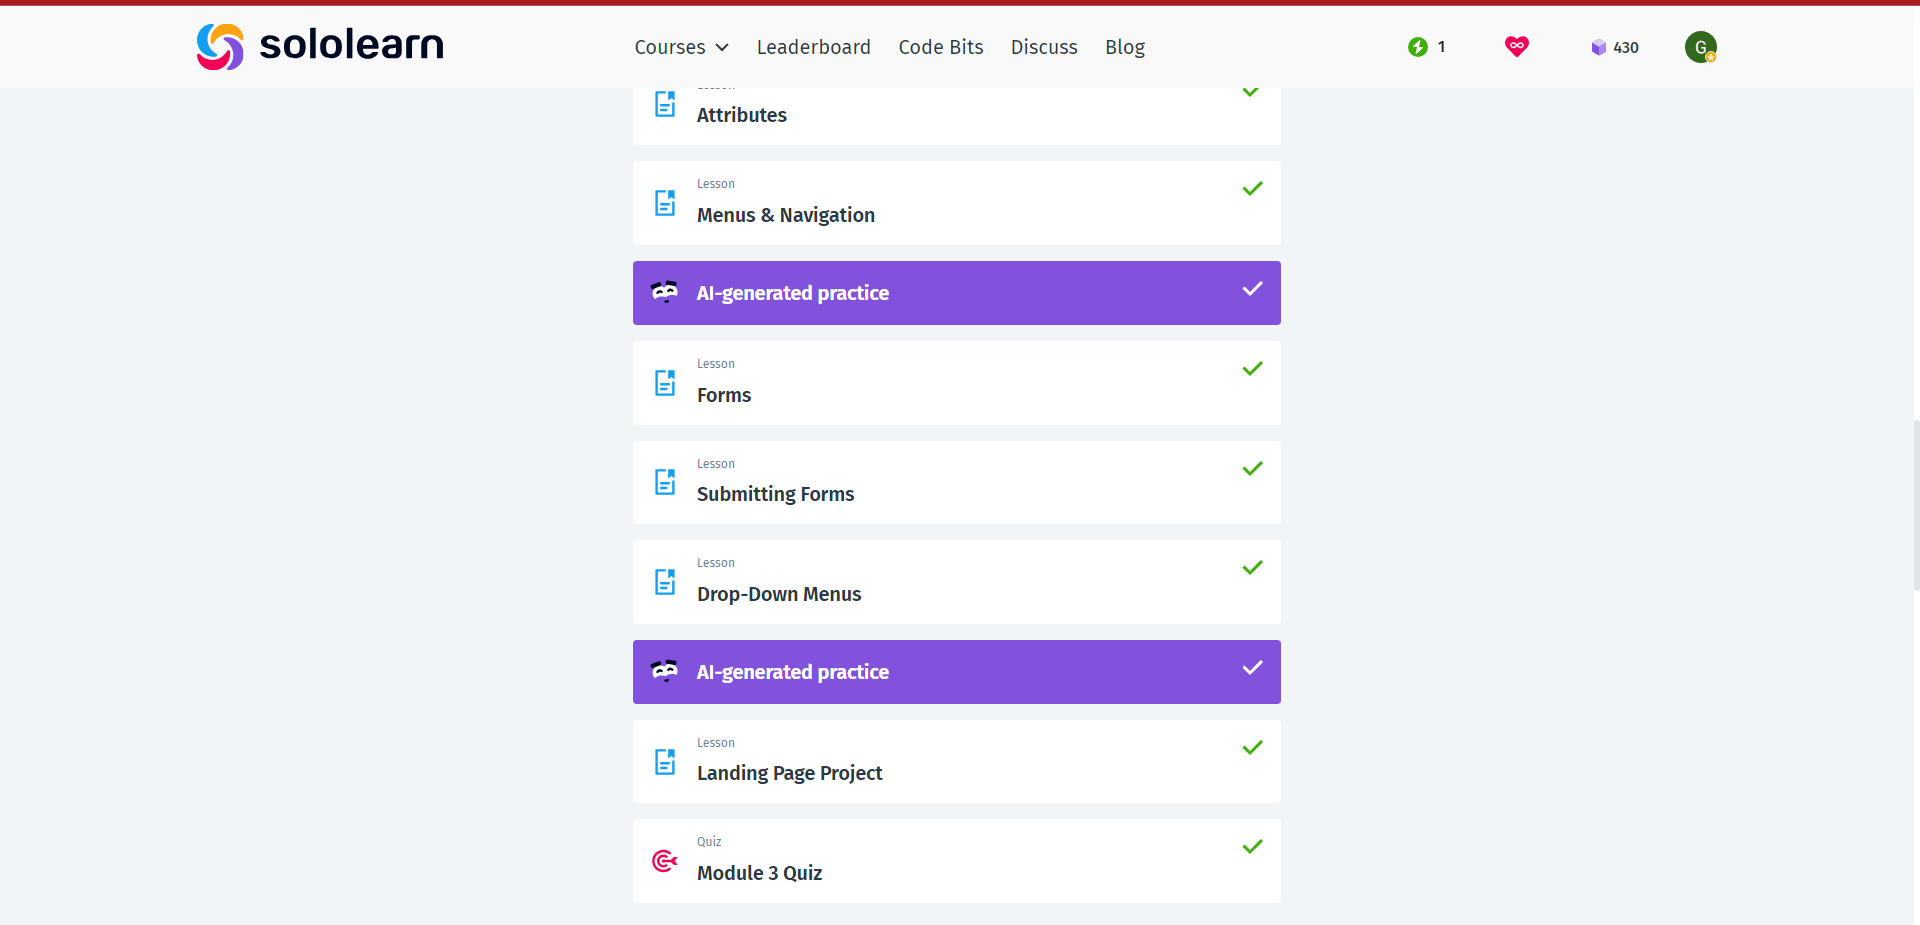 sololearn
Courses Leaderboard Code Bits Discuss Blog 1 430 G
Attributes
Lesson
Menus & Navigation
AI-generated practice
Lesson
Forms
Lesson
Submitting Forms
Lesson
Drop-Down Menus
AI-generated practice
Lesson
Landing Page Project
Quiz
Module 3 Quiz